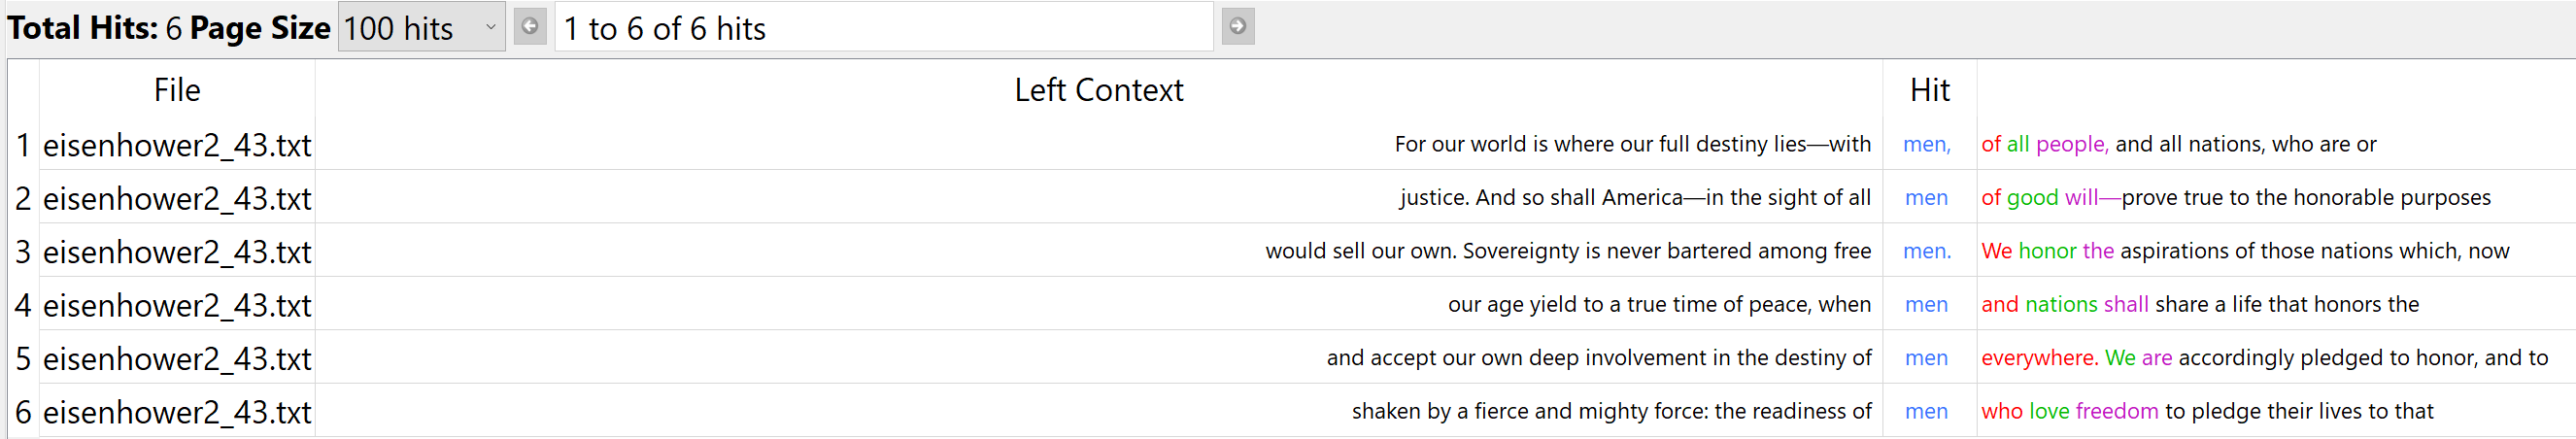 Total Hits: 6 Page Size 100 hits 1 to 6 of 6 hits
File Left Context Hit
1 eisenhower2_43.txt For our world is where our full destiny lies—with men, of all people, and all nations, who are or
2 eisenhower2_43.txt justice. And so shall America—in the sight of all men of good will—prove true to the honorable purposes
3 eisenhower2_43.txt would sell our own. Sovereignty is never bartered among free men. We honor the aspirations of those nations which, now
4 eisenhower2_43.txt our age yield to a true time of peace, when men and nations shall share a life that honors the
5 eisenhower2_43.txt and accept our own deep involvement in the destiny of men everywhere. We are accordingly pledged to honor, and to
6 eisenhower2_43.txt shaken by a fierce and mighty force: the readiness of men who love freedom to pledge their lives to that